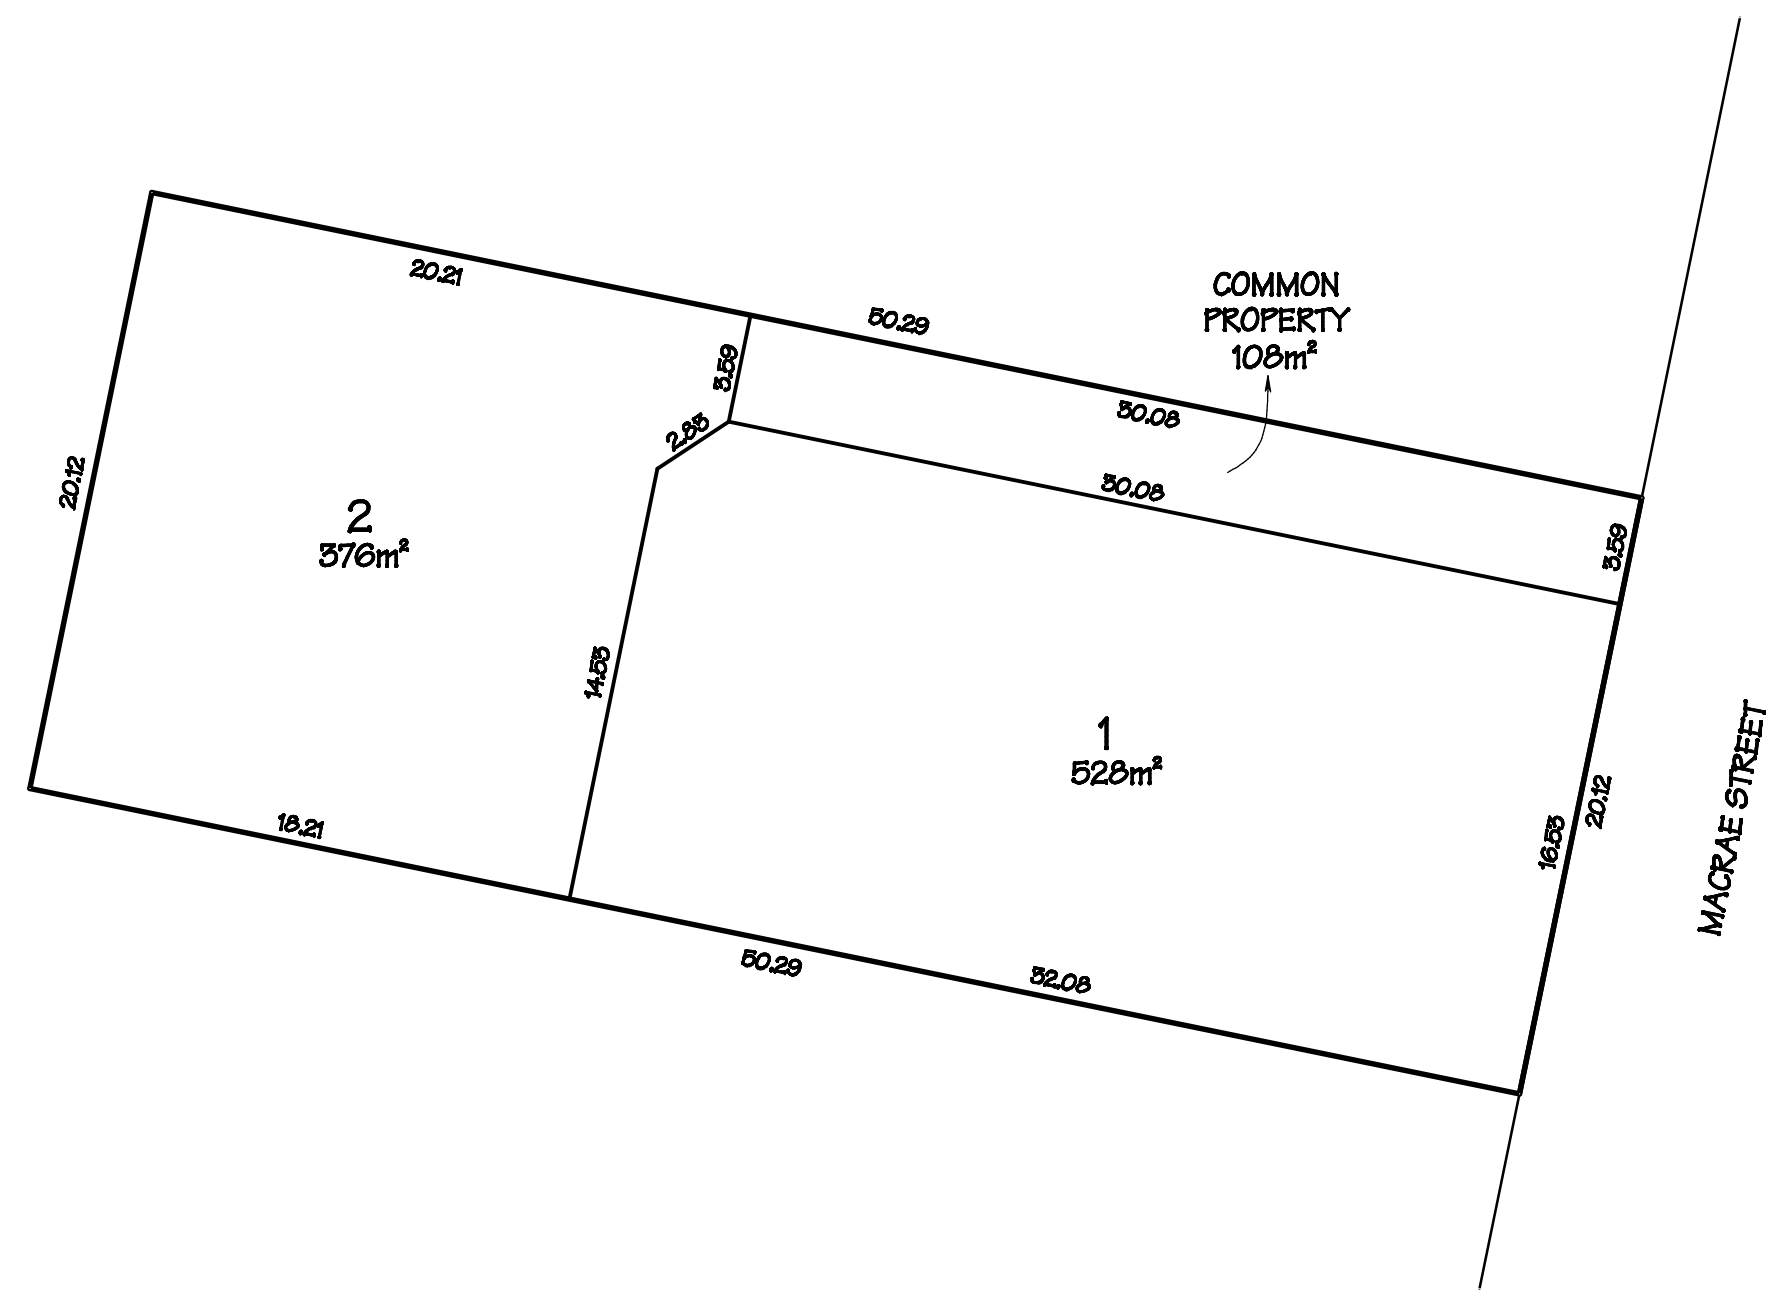 20.21
50.29
COMMON
PROPERTY
108m²
3.59
30.08
2.83
30.08
20.12
2
376m²
3.59
14.53
1
528m²
MACRAE STREET
20.12
16.53
18.21
50.29
32.08